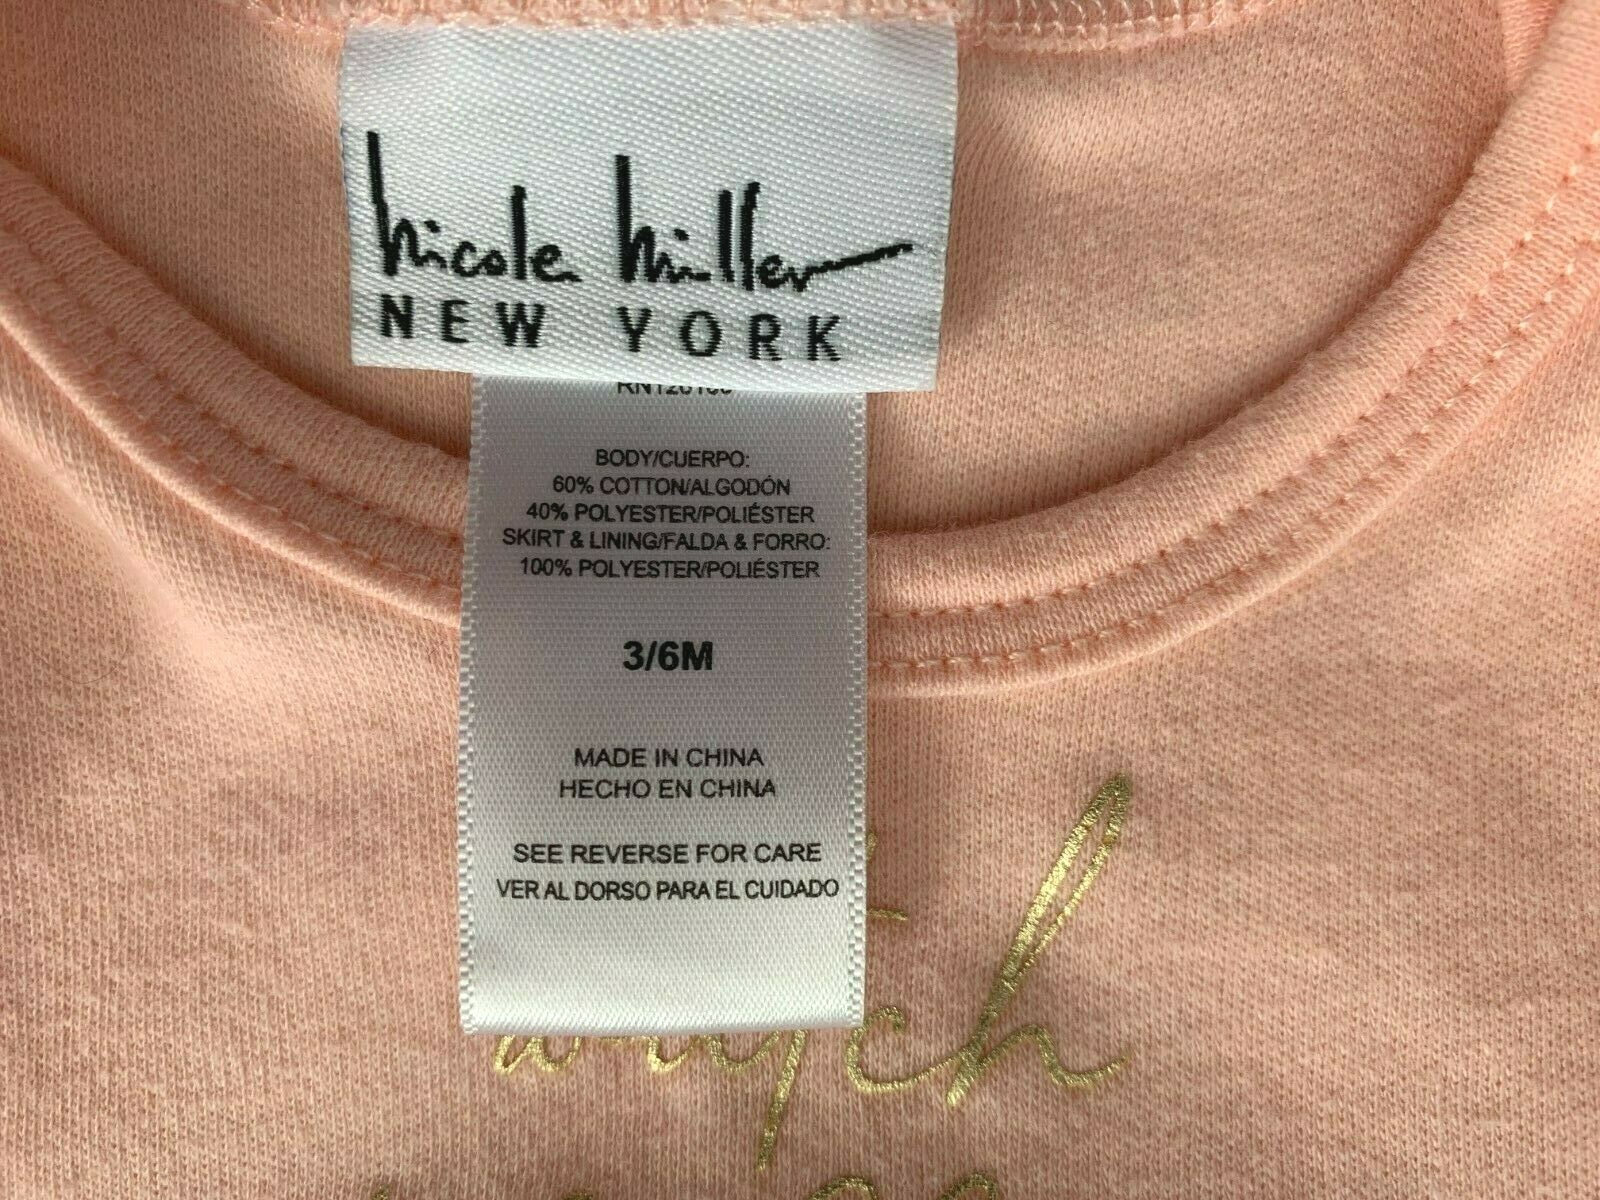 nicole miller
NEW YORK
BODY/CUERPO:
60% COTTON/ALGODÓN
40% POLYESTER/POLIÉSTER
SKIRT & LINING/FALDA & FORRO:
100% POLYESTER/POLIÉSTER
3/6M
MADE IN CHINA
HECHO EN CHINA
SEE REVERSE FOR CARE
VER AL DORSO PARA EL CUIDADO